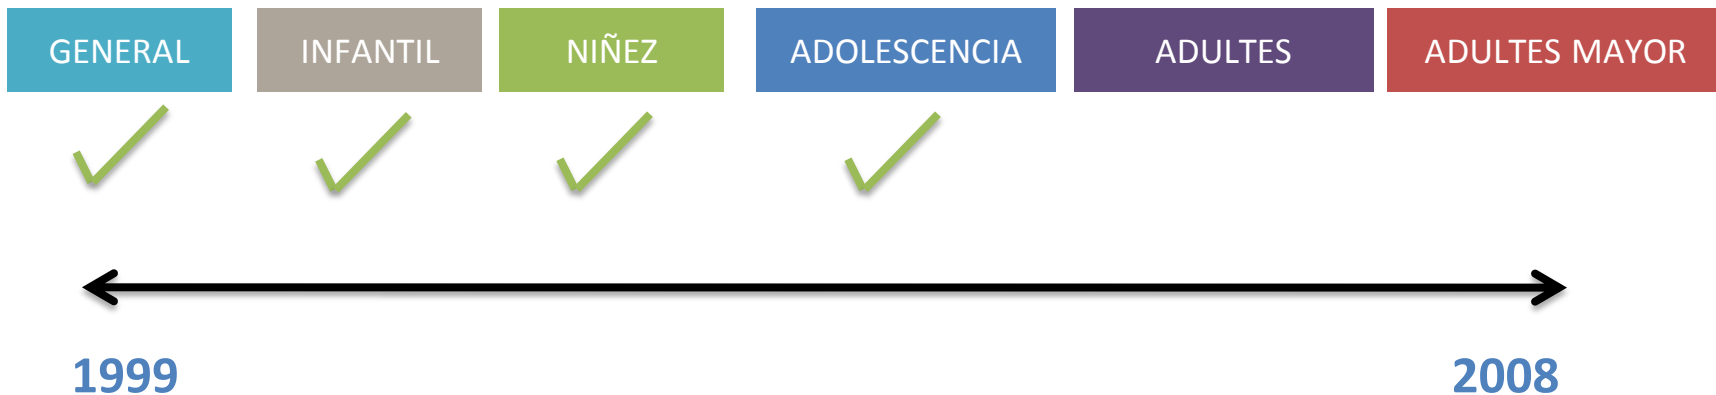 GENERAL
INFANTIL
NIÑEZ
ADOLESCENCIA
ADULTES
ADULTES MAYOR
1999
2008